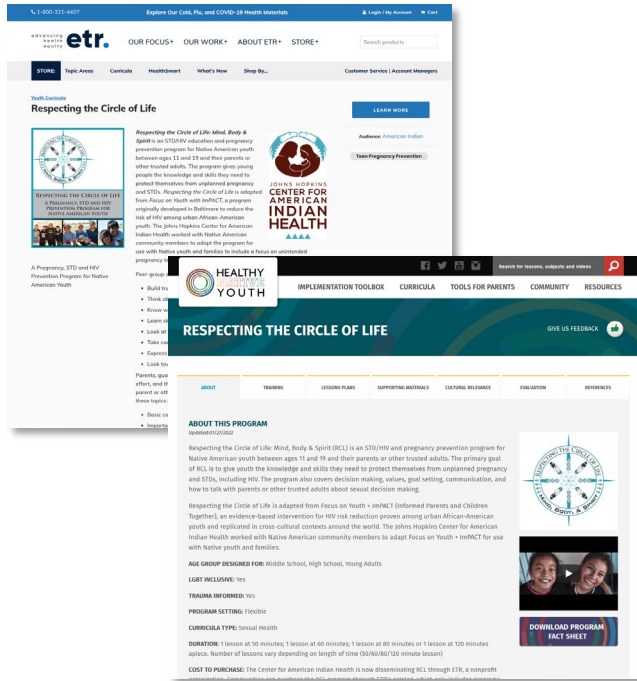 1-800-321-4407
Explore Our Cold, Flu, and COVID-19 Health Materials
Login / My Account
Cart
advancing
health
equity
etr.
OUR FOCUS+
OUR WORK+
ABOUT ETR+
STORE+
Search products
STORE:
Topic Areas
Curricula
HealthSmart
What's New
Shop By...
Customer Service | Account Managers
Youth Curricula
Respecting the Circle of Life
LEARN MORE
Audience: American Indian
Teen Pregnancy Prevention
RESPECTING THE CIRCLE OF LIFE
A PREGNANCY, STD AND HIV
PREVENTION PROGRAM FOR
NATIVE AMERICAN YOUTH
A Pregnancy, STD and HIV
Prevention Program for Native
American Youth
Respecting the Circle of Life: Mind, Body &
Spirit is an STD/HIV education and pregnancy
prevention program for Native American youth
between ages 11 and 19 and their parents or
other trusted adults. The program gives young
people the knowledge and skills they need to
protect themselves from unplanned pregnancy
and STDs. Respecting the Circle of Life is adapted
from Focus on Youth with ImPACT, a program
originally developed in Baltimore to reduce the
risk of HIV among urban African-American
youth. The Johns Hopkins Center for American
Indian Health worked with Native American
community members to adapt the program for
use with Native youth and families to include a focus on unintended
pregnancy
JOHNS HOPKINS
CENTER FOR
AMERICAN
INDIAN
HEALTH
Peer-group
• Build
• Think
• Know
• Learn
• Look at
• Take
• Express
• Look
Parents,
effort, and
parent or
these topics:
• Basic
HEALTHY
NATIVE
YOUTH
Search for lessons, subjects and videos
IMPLEMENTATION TOOLBOX
CURRICULA
TOOLS FOR PARENTS
COMMUNITY
RESOURCES
RESPECTING THE CIRCLE OF LIFE
GIVE US FEEDBACK
ABOUT
TRAINING
LESSONS PLANS
SUPPORTING MATERIALS
CULTURAL RELEVANCE
EVALUATION
REFERENCES
ABOUT THIS PROGRAM
Updated:01/27/2022
Respecting the Circle of Life: Mind, Body & Spirit (RCL) is an STD/HIV and pregnancy prevention program for
Native American youth between ages 11 and 19 and their parents or other trusted adults. The primary goal
of RCL is to give youth the knowledge and skills they need to protect themselves from unplanned pregnancy
and STDs, including HIV. The program also covers decision making, values, goal setting, communication, and
how to talk with parents or other trusted adults about sexual decision making.
Respecting the Circle of Life is adapted from Focus on Youth + ImPACT (Informed Parents and Children
Together), an evidence-based intervention for HIV risk reduction proven among urban African-American
youth and replicated in cross-cultural contexts around the world. The Johns Hopkins Center for American
Indian Health worked with Native American community members to adapt Focus on Youth + ImPACT for use
with Native youth and families.
AGE GROUP DESIGNED FOR: Middle School, High School, Young Adults
LGBT INCLUSIVE: Yes
TRAUMA INFORMED: Yes
PROGRAM SETTING: Flexible
CURRICULA TYPE: Sexual Health
DURATION: 1 lesson at 50 minutes; 1 lesson at 60 minutes; 1 lesson at 80 minutes or 1 lesson at 120 minutes
apiece. Number of lessons vary depending on length of time (50/60/80/120 minute lesson)
COST TO PURCHASE: The Center for American Indian Health is now disseminating RCL through ETR, a nonprofit
RESPECTING THE CIRCLE OF LIFE
MIND, BODY, & SPIRIT
DOWNLOAD PROGRAM
FACT SHEET